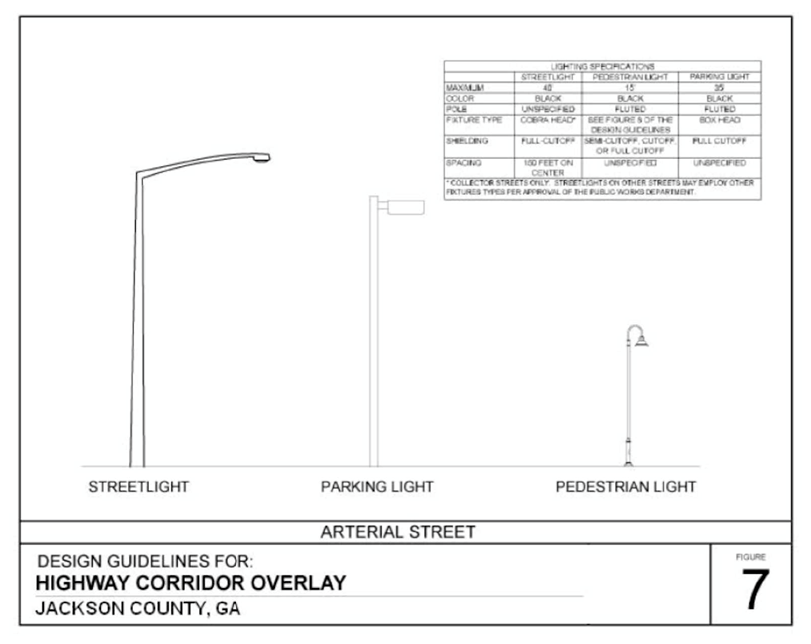 LIGHTING SPECIFICATIONS
STREETLIGHT PEDESTRIAN LIGHT PARKING LIGHT
MAXIMUM 40' 15' 35'
COLOR BLACK BLACK BLACK
POLE UNSPECIFIED FLUTED FLUTED
FIXTURE TYPE COBRA HEAD* SEE FIGURE 8 OF THE BOX HEAD
DESIGN GUIDELINES
SHIELDING FULL-CUTOFF SEMI-CUTOFF, CUTOFF, FULL CUTOFF
OR FULL CUTOFF
SPACING FEET ON UNSPECIFIED UNSPECIFIED
CENTER
*COLLECTOR STREETS ONLY. STREETLIGHTS ON OTHER STREETS MAY EMPLOY OTHER
FIXTURES TYPES PER APPROVAL OF THE PUBLIC WORKS DEPARTMENT.
STREETLIGHT PARKING LIGHT PEDESTRIAN LIGHT
ARTERIAL STREET
DESIGN GUIDELINES FOR:
HIGHWAY CORRIDOR OVERLAY
JACKSON COUNTY, GA
FIGURE
7